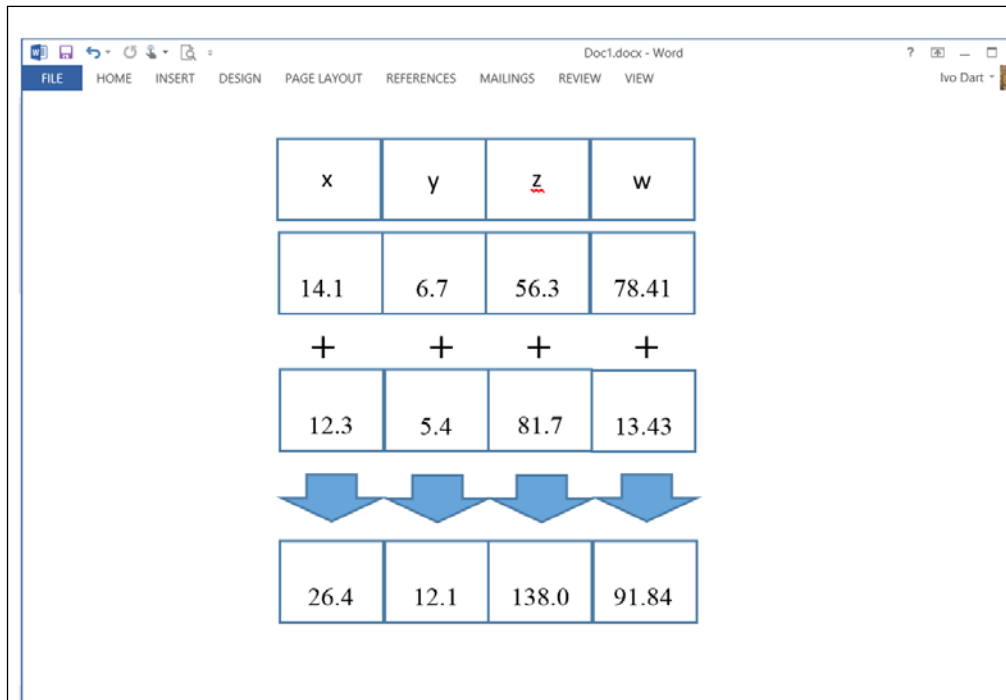 Doc1.docx - Word
?
FILE HOME INSERT DESIGN PAGE LAYOUT REFERENCES MAILINGS REVIEW VIEW Ivo Dart
x y z w
14.1 6.7 56.3 78.41
+ + + +
12.3 5.4 81.7 13.43
26.4 12.1 138.0 91.84